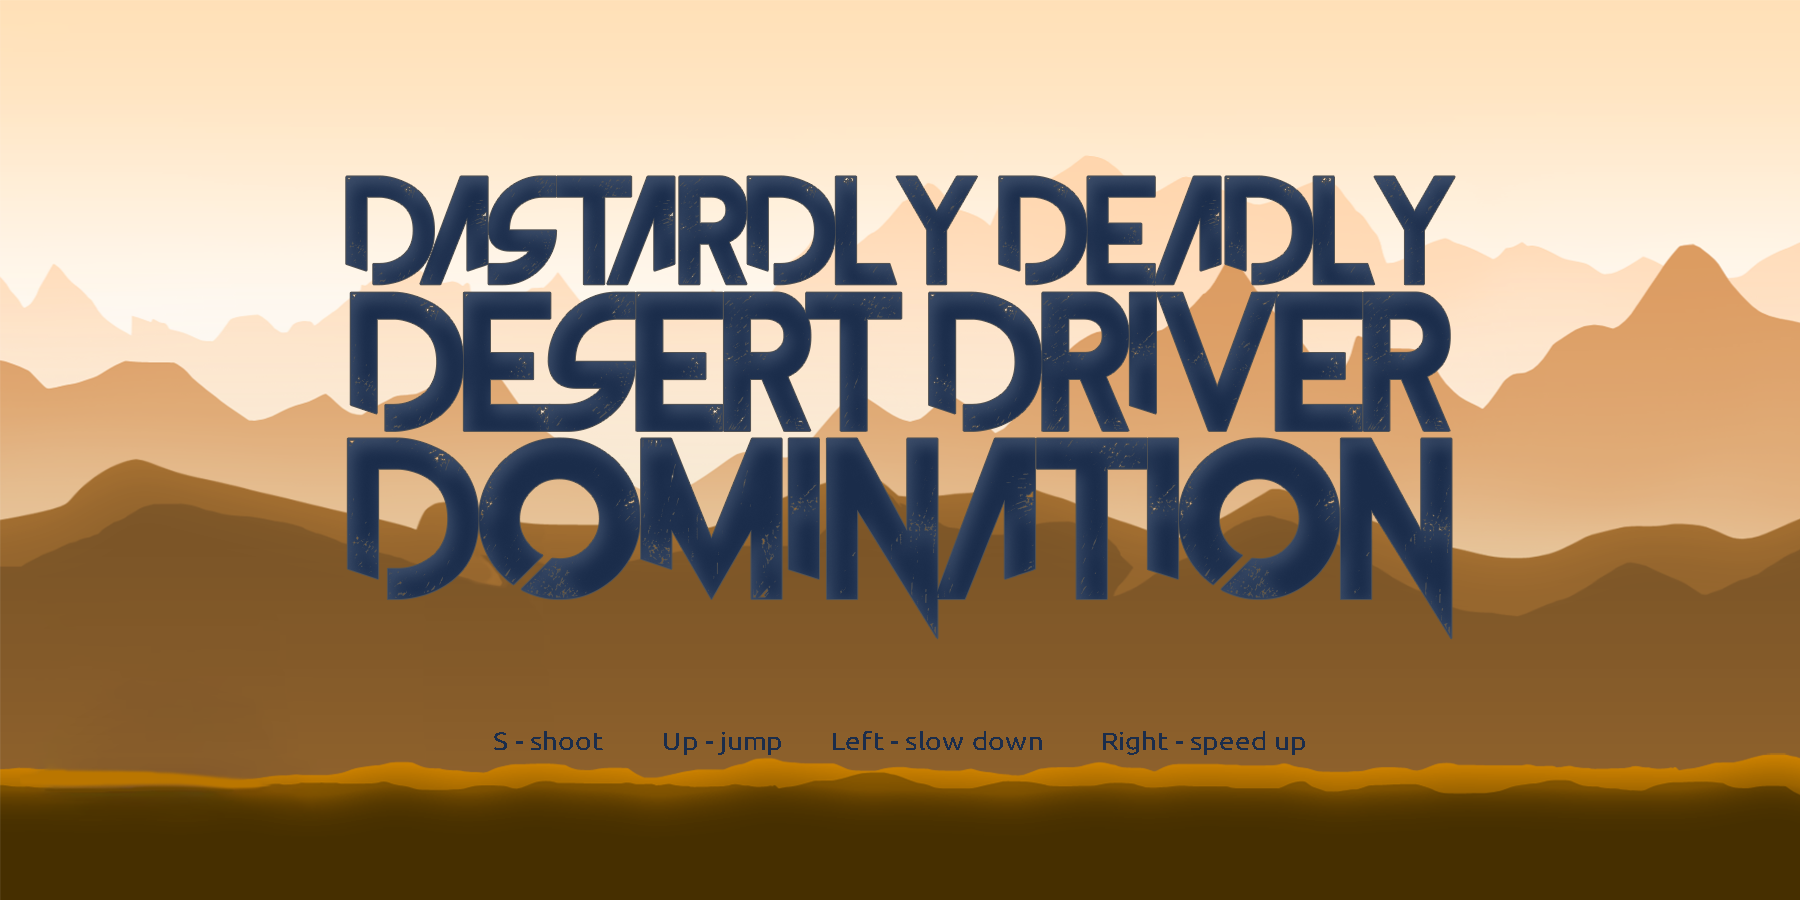 DASTARDLY DEADLY
DESERT DRIVER
DOMINATION
S - shoot Up - jump Left - slow down Right - speed up